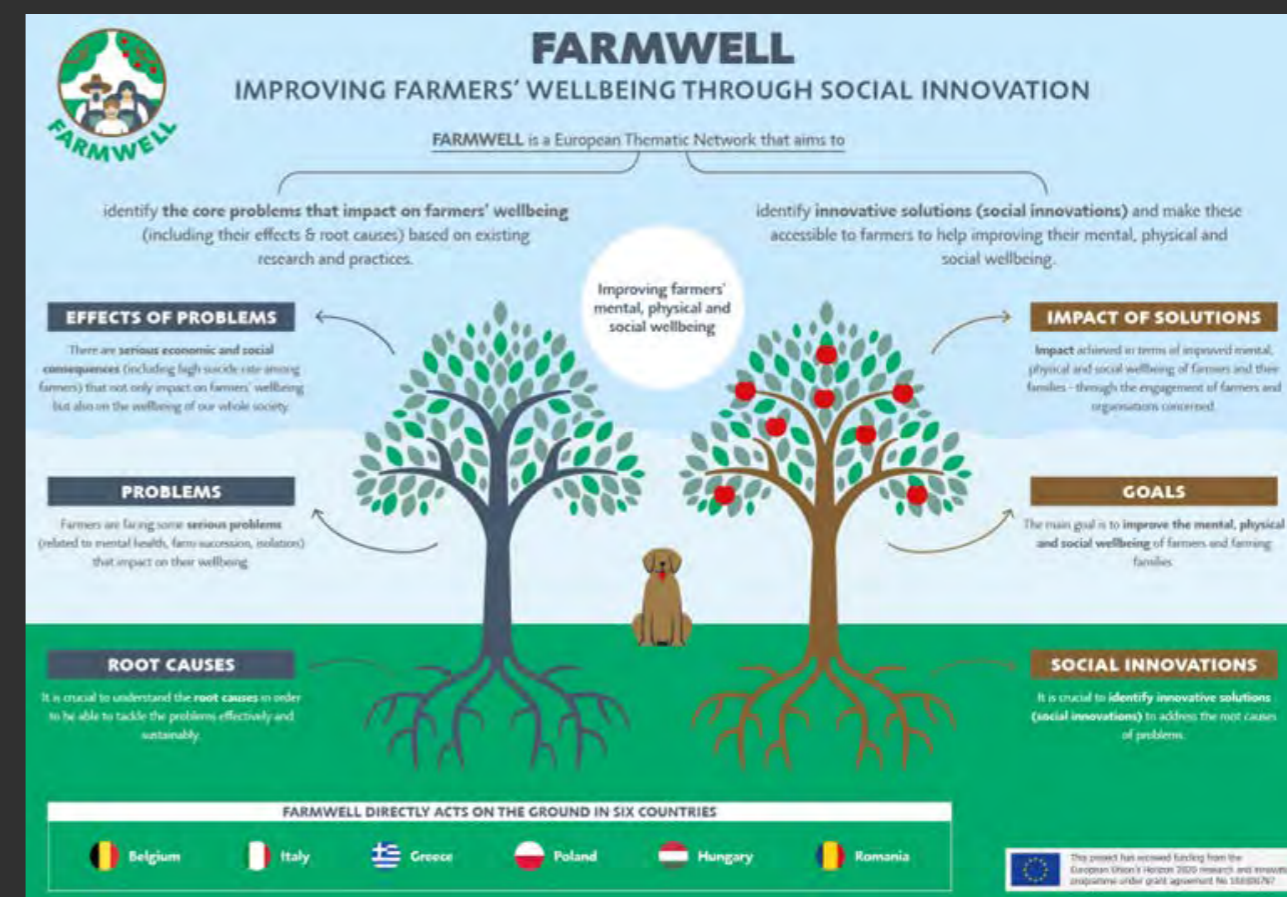 FARMWELL
FARMWELL
IMPROVING FARMERS' WELLBEING THROUGH SOCIAL INNOVATION
FARMWELL is a European Thematic Network that aims to
identify the core problems that impact on farmers' wellbeing
(including their effects & root causes) based on existing
research and practices.
identify innovative solutions (social innovations) and make these
accessible to farmers to help improving their mental, physical and
social wellbeing.
Improving farmers'
mental, physical and
social wellbeing
EFFECTS OF PROBLEMS
There are serious economic and social
consequences (including high suicide rate among
farmers) that not only impact on farmers' wellbeing
but also on the wellbeing of our whole society.
IMPACT OF SOLUTIONS
Impact achieved in terms of improved mental,
physical and social wellbeing of farmers and their
families - through the engagement of farmers and
organisations concerned.
PROBLEMS
Farmers are facing some serious problems
(related to mental health, farm succession, isolation)
that impact on their wellbeing.
GOALS
The main goal is to improve the mental, physical
and social wellbeing of farmers and farming
families.
ROOT CAUSES
It is crucial to understand the root causes in order
to be able to tackle the problems effectively and
sustainably.
SOCIAL INNOVATIONS
It is crucial to identify innovative solutions
(social innovations) to address the root causes
of problems.
FARMWELL DIRECTLY ACTS ON THE GROUND IN SIX COUNTRIES
Belgium
Italy
Greece
Poland
Hungary
Romania
This project has received funding from the
European Union's Horizon 2020 research and
programme under grant agreement No